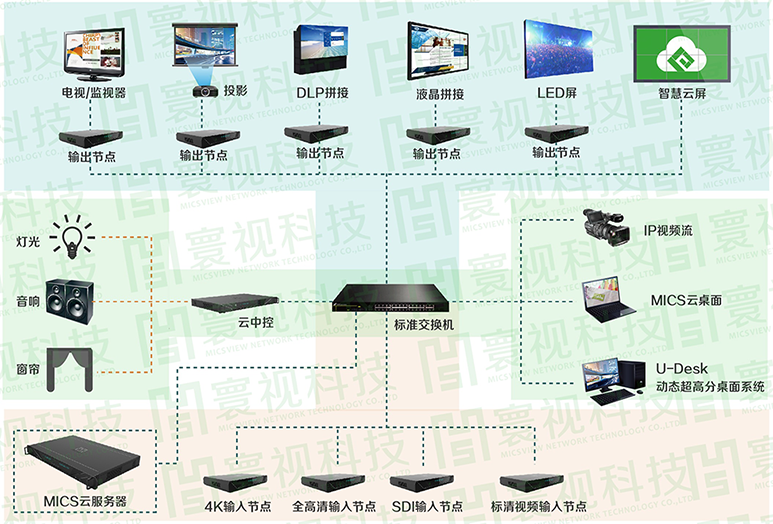 电视/监视器
投影
DLP拼接
液晶拼接
LED屏
智慧云屏
输出节点
输出节点
输出节点
输出节点
输出节点
灯光
音响
窗帘
云中控
标准交换机
IP视频流
MICS云桌面
U-Desk
动态超高分桌面系统
MICS云服务器
4K输入节点
全高清输入节点
SDI输入节点
标清视频输入节点
寰视科技
MICSVIEW NETWORK TECHNOLOGY CO.,LTD